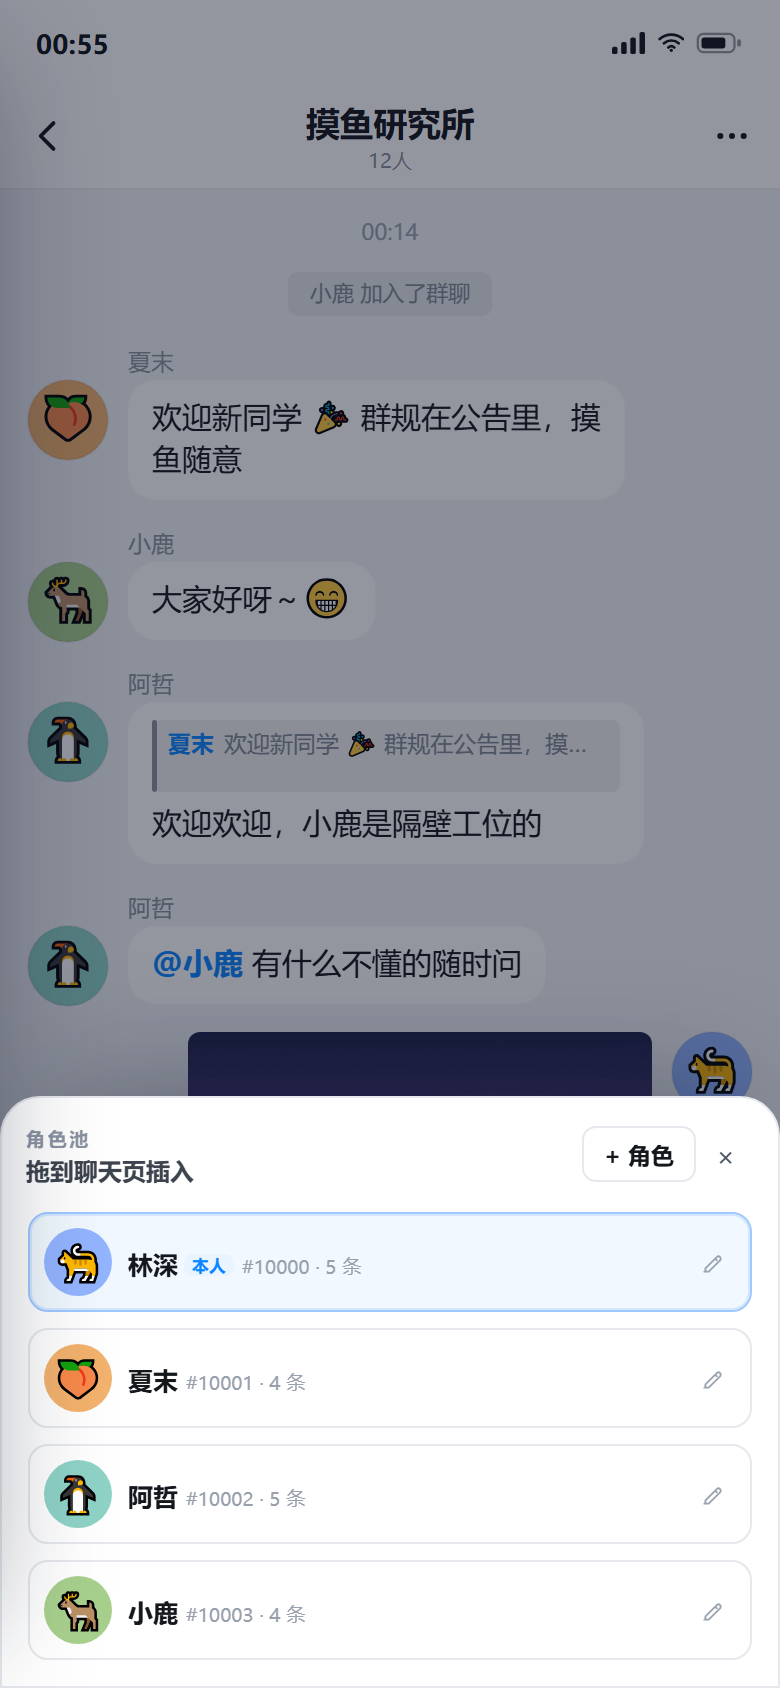 00:55
摸鱼研究所
12人
00:14
小鹿 加入了群聊
夏末
欢迎新同学 🎉 群规在公告里，摸
鱼随意
小鹿
大家好呀～😁
阿哲
夏末 欢迎新同学 🎉 群规在公告里，摸...
欢迎欢迎，小鹿是隔壁工位的
阿哲
@小鹿 有什么不懂的随时问
角色池
拖到聊天页插入
+ 角色
×
林深 本人 #10000 · 5 条
夏末 #10001 · 4 条
阿哲 #10002 · 5 条
小鹿 #10003 · 4 条